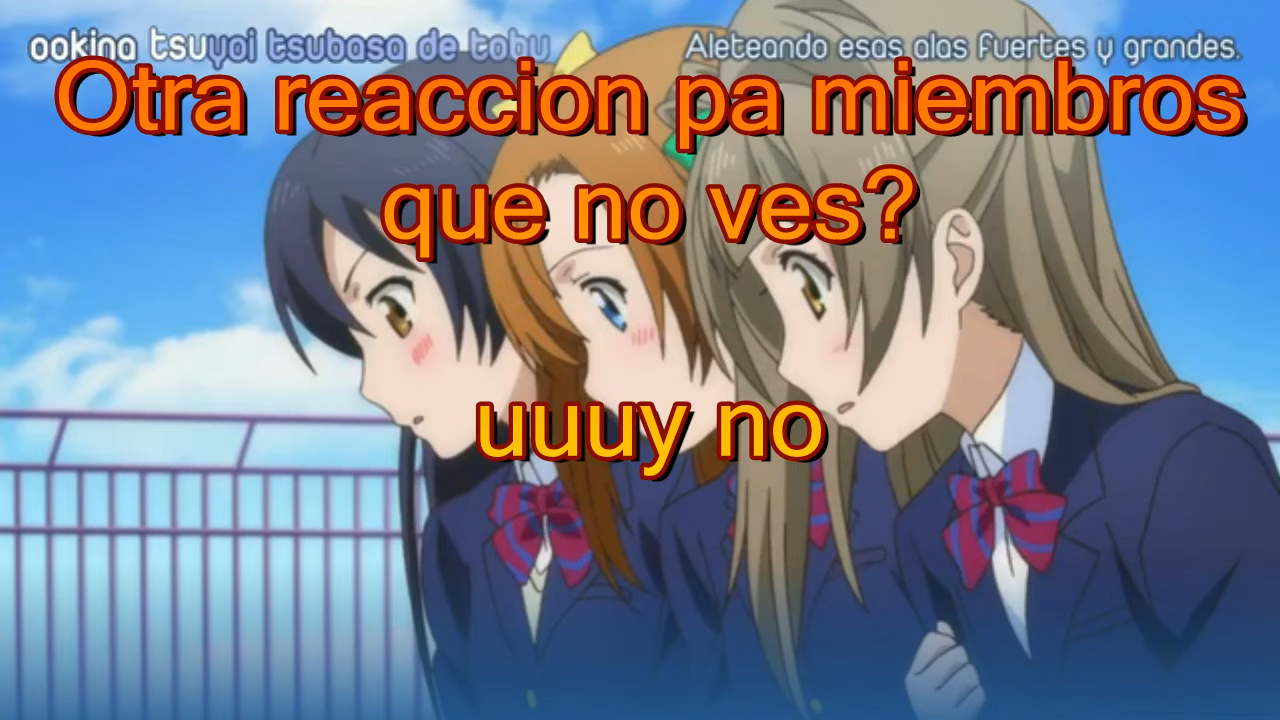 ookina tsuyoi tsubasa de tobu
Aleteando esas alas fuertes y grandes.
Otra reaccion pa miembros
que no ves?
uuuy no